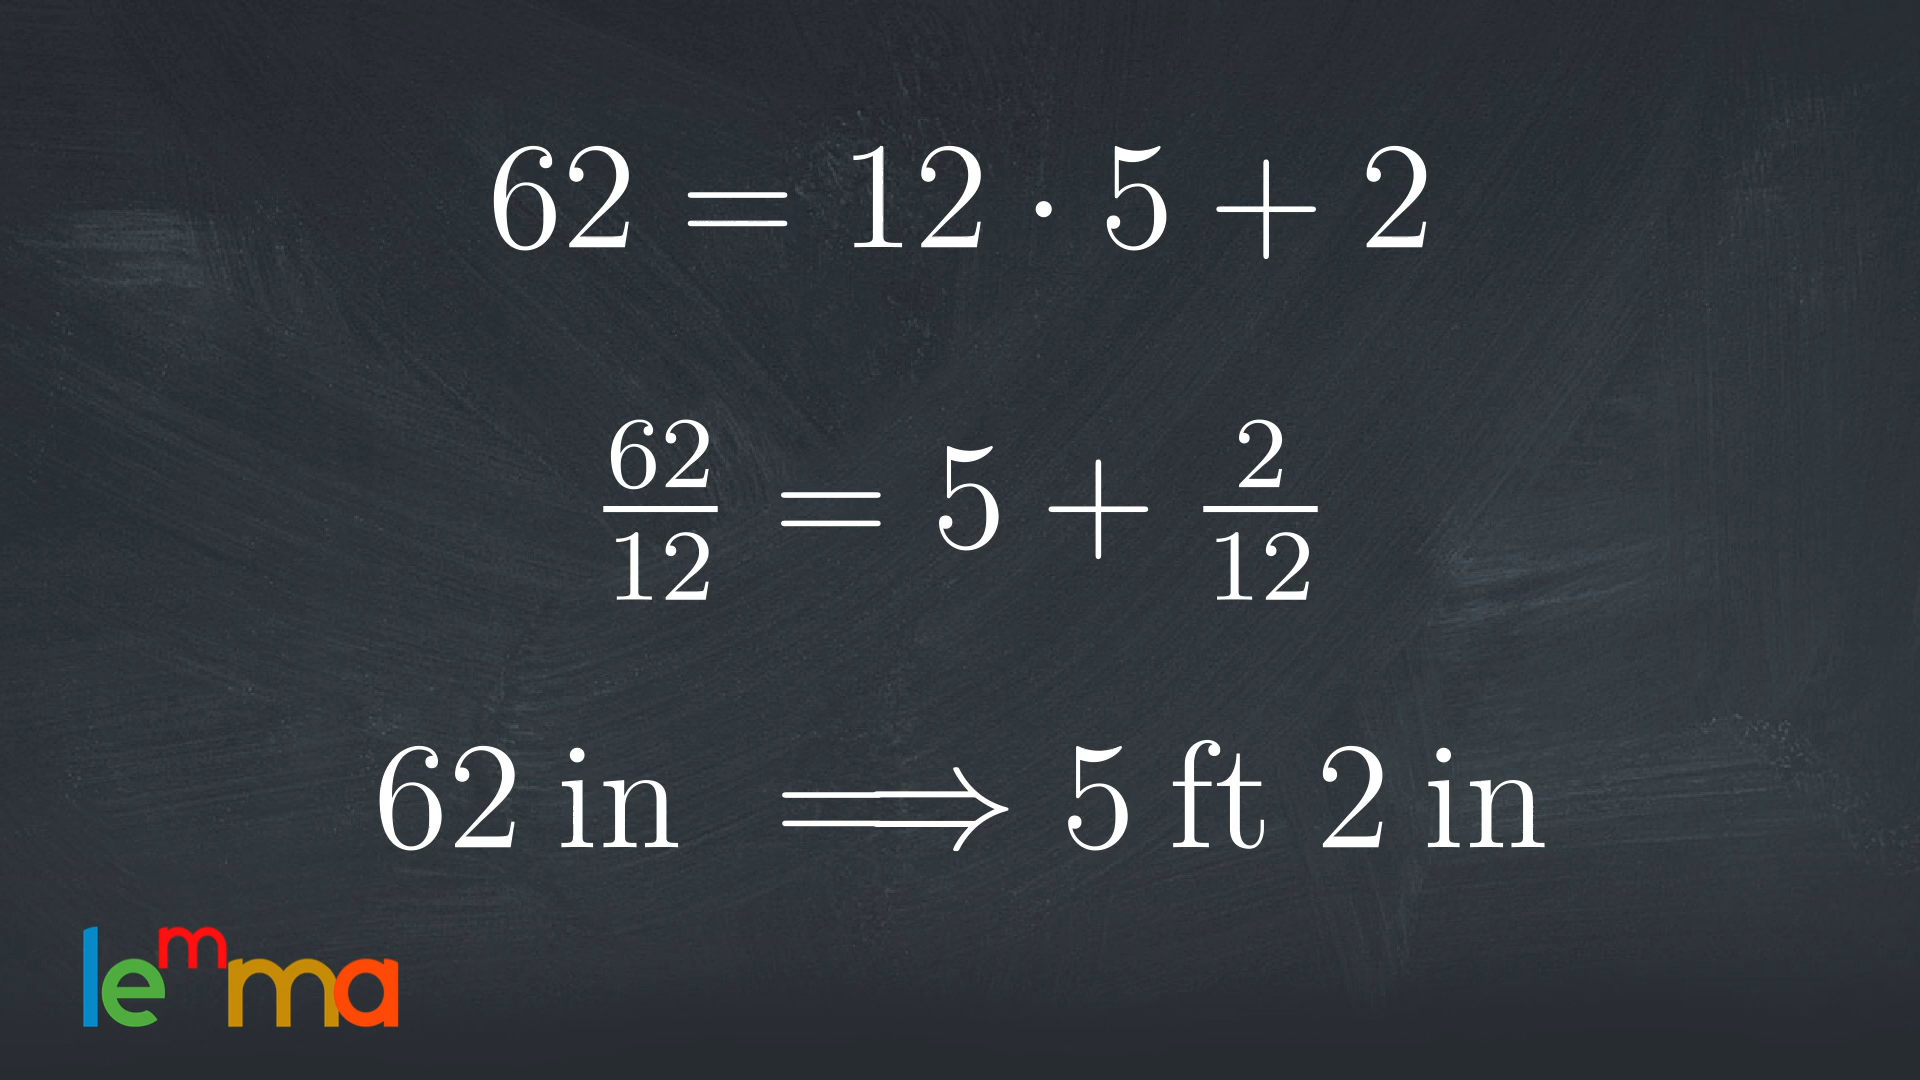 62 = 12 · 5 + 2
62/12 = 5 + 2/12
62 in ⟹ 5 ft 2 in
lemma